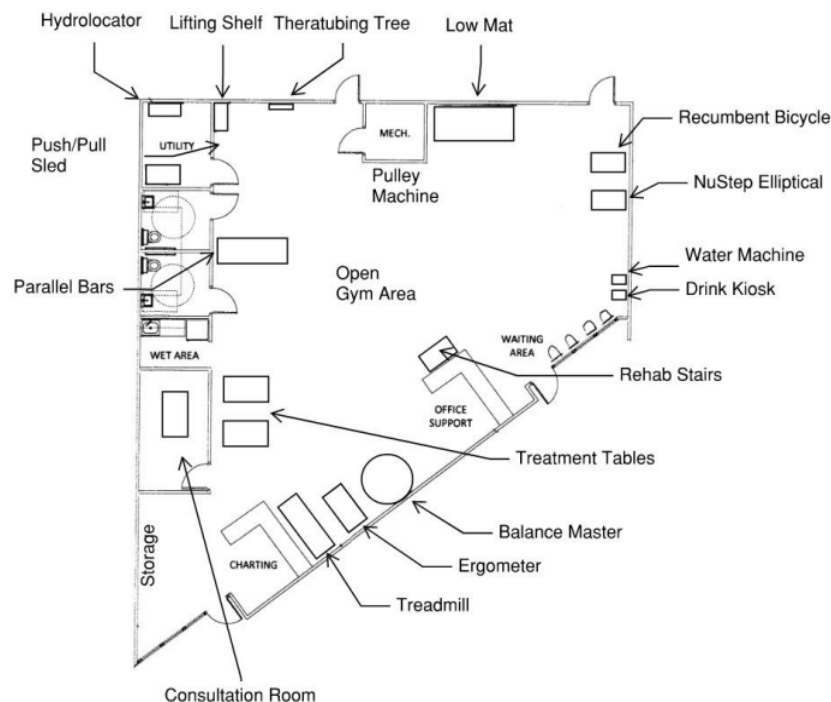 Hydrolocator
Lifting Shelf
Theratubing Tree
Low Mat
Push/Pull
Sled
UTILITY
MECH.
Pulley
Machine
Recumbent Bicycle
NuStep Elliptical
Parallel Bars
Open
Gym Area
Water Machine
Drink Kiosk
WET AREA
WAITING
AREA
Rehab Stairs
OFFICE
SUPPORT
Treatment Tables
Balance Master
Storage
CHARTING
Ergometer
Treadmill
Consultation Room